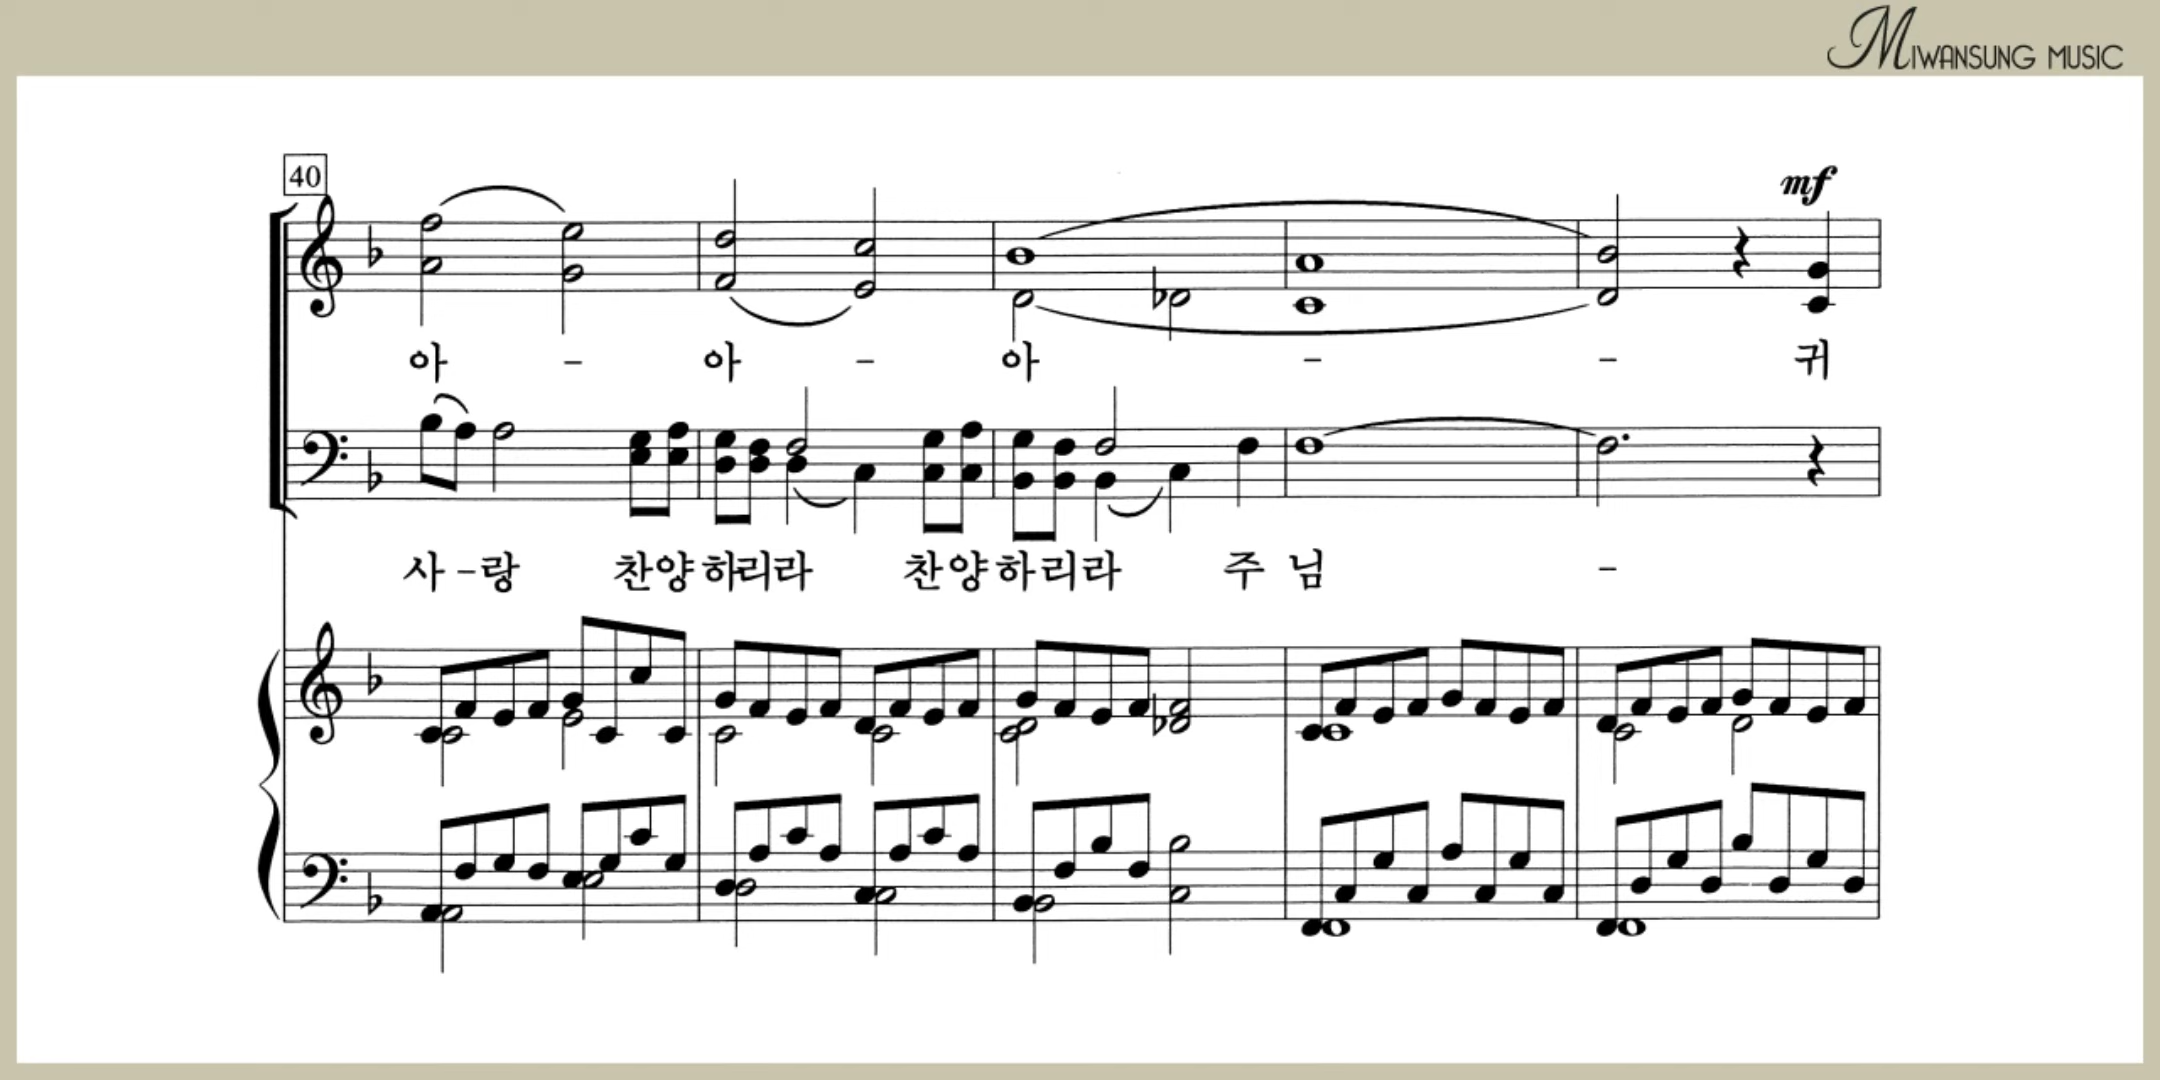 MIWANSUNG MUSIC
40
mf
아 - 아 - 아 - - 귀
사-랑 찬양하리라 찬양하리라 주님 -